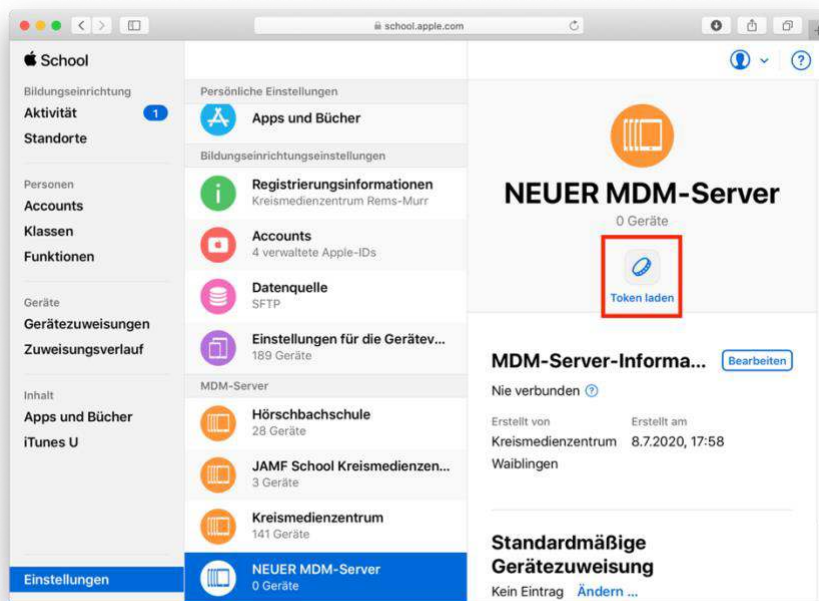 school.apple.com
School
Bildungseinrichtung
Aktivität 1
Standorte
Personen
Accounts
Klassen
Funktionen
Geräte
Gerätezuweisungen
Zuweisungsverlauf
Inhalt
Apps und Bücher
iTunes U
Einstellungen
Persönliche Einstellungen
Apps und Bücher
Bildungseinrichtungseinstellungen
Registrierungsinformationen
Kreismedienzentrum Rems-Murr
Accounts
4 verwaltete Apple-IDs
Datenquelle
SFTP
Einstellungen für die Gerätev...
189 Geräte
MDM-Server
Hörschbachschule
28 Geräte
JAMF School Kreismedienzen...
3 Geräte
Kreismedienzentrum
141 Geräte
NEUER MDM-Server
0 Geräte
NEUER MDM-Server
0 Geräte
Token laden
MDM-Server-Informa... Bearbeiten
Nie verbunden ?
Erstellt von Erstellt am
Kreismedienzentrum 8.7.2020, 17:58
Waiblingen
Standardmäßige
Gerätezuweisung
Kein Eintrag Ändern ...